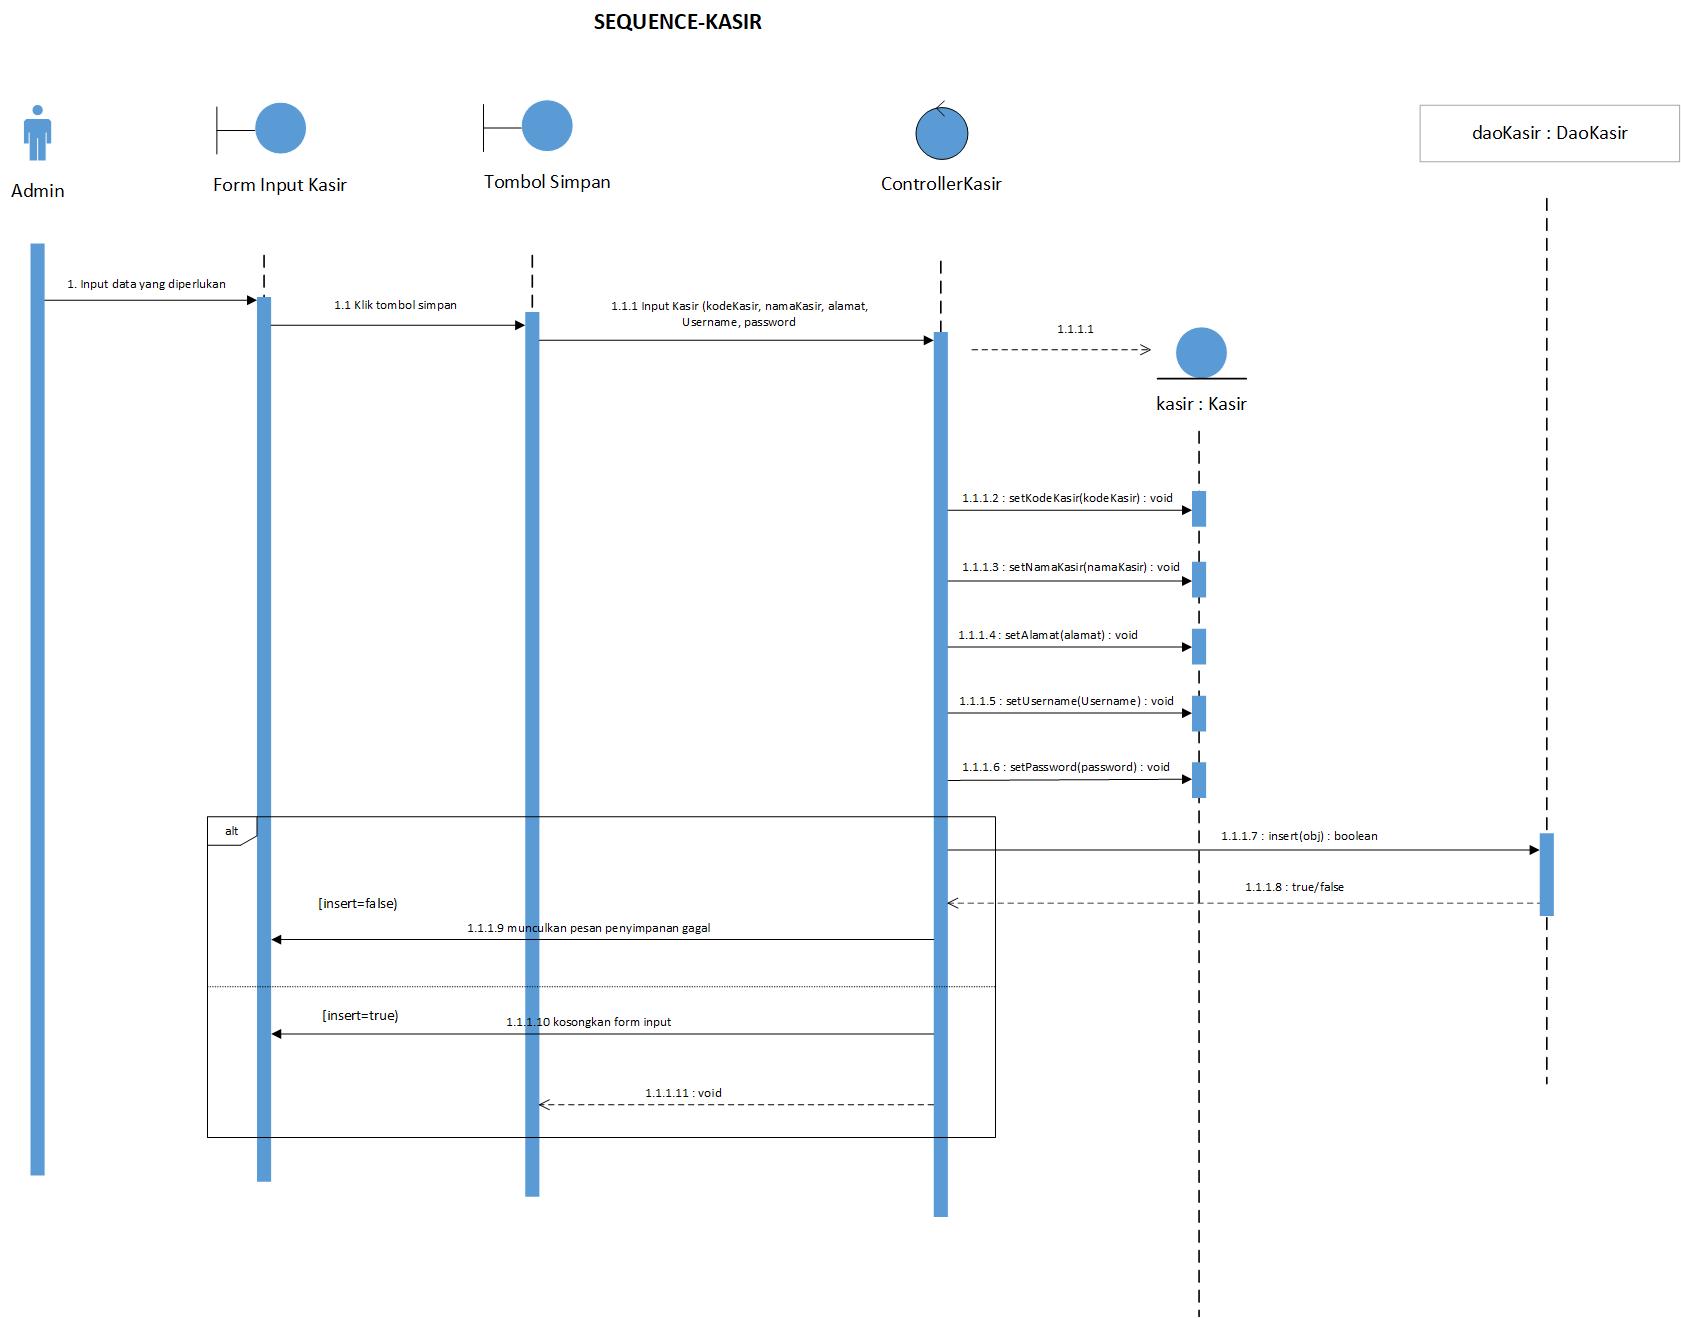 SEQUENCE-KASIR
Admin
Form Input Kasir
Tombol Simpan
ControllerKasir
daoKasir : DaoKasir
1. Input data yang diperlukan
1.1 Klik tombol simpan
1.1.1 Input Kasir (kodeKasir, namaKasir, alamat,
Username, password
1.1.1.1
kasir : Kasir
1.1.1.2 : setKodeKasir(kodeKasir) : void
1.1.1.3 : setNamaKasir(namaKasir) : void
1.1.1.4 : setAlamat(alamat) : void
1.1.1.5 : setUsername(Username) : void
1.1.1.6 : setPassword(password) : void
alt
1.1.1.7 : insert(obj) : boolean
1.1.1.8 : true/false
[insert=false)
1.1.1.9 munculkan pesan penyimpanan gagal
[insert=true)
1.1.1.10 kosongkan form input
1.1.1.11 : void